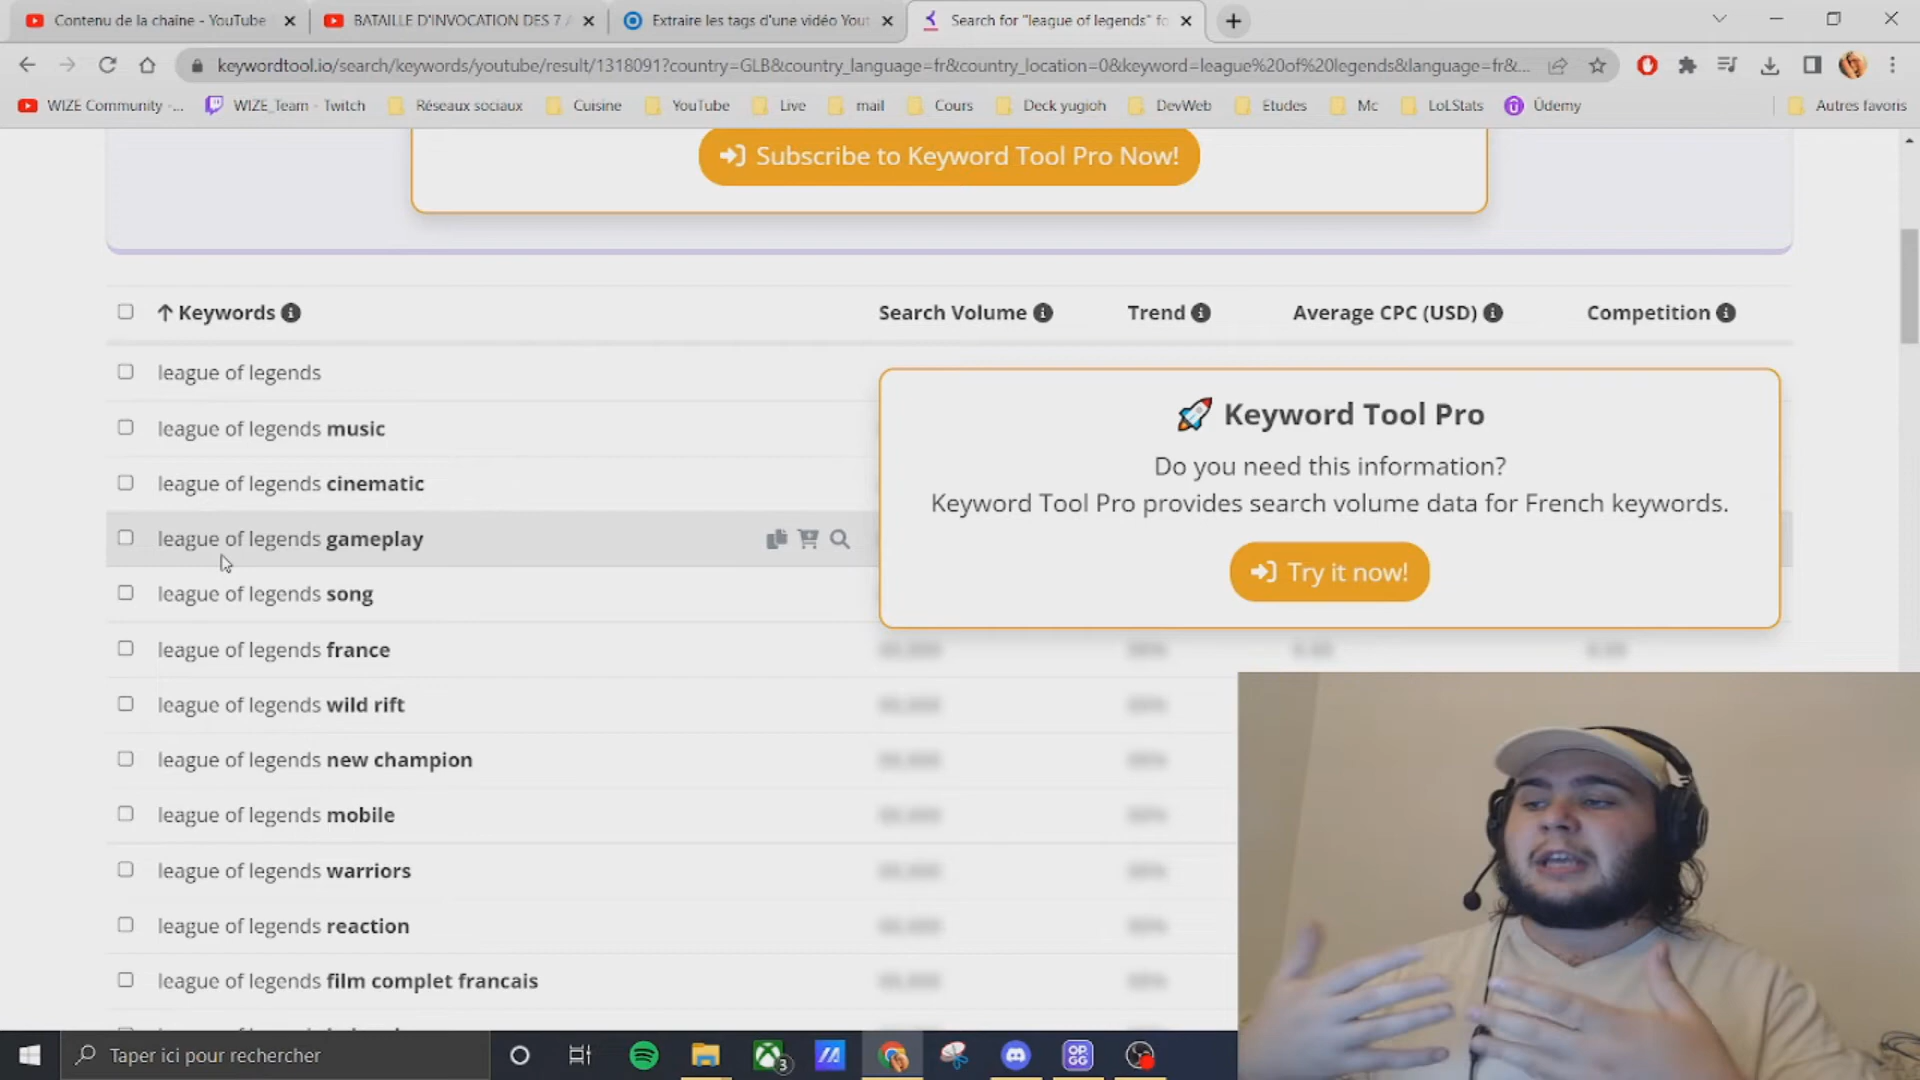 Contenu de la chaîne - YouTube
BATAILLE D'INVOCATION DES 7 /
Extraire les tags d'une vidéo Yout
Search for "league of legends" fo
keywordtool.io/search/keywords/youtube/result/1318091?country=GLB&country_language=fr&country_location=0&keyword=league%20of%20legends&language=fr&...
WIZE Community -... WIZE_Team - Twitch Réseaux sociaux Cuisine YouTube Live mail Cours Deck yugioh DevWeb Etudes Mc LoLStats Udemy Autres favoris
Subscribe to Keyword Tool Pro Now!
Keywords Search Volume Trend Average CPC (USD) Competition
league of legends
league of legends music
league of legends cinematic
league of legends gameplay
league of legends song
league of legends france
league of legends wild rift
league of legends new champion
league of legends mobile
league of legends warriors
league of legends reaction
league of legends film complet francais
Keyword Tool Pro
Do you need this information?
Keyword Tool Pro provides search volume data for French keywords.
Try it now!
Taper ici pour rechercher
3
OP.
GG